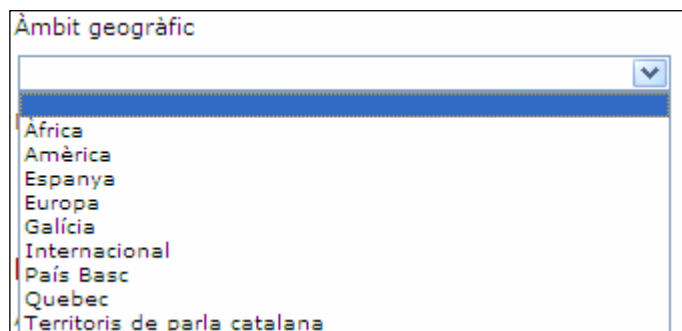 Àmbit geogràfic
Àfrica
Amèrica
Espanya
Europa
Galícia
Internacional
País Basc
Quebec
Territoris de parla catalana